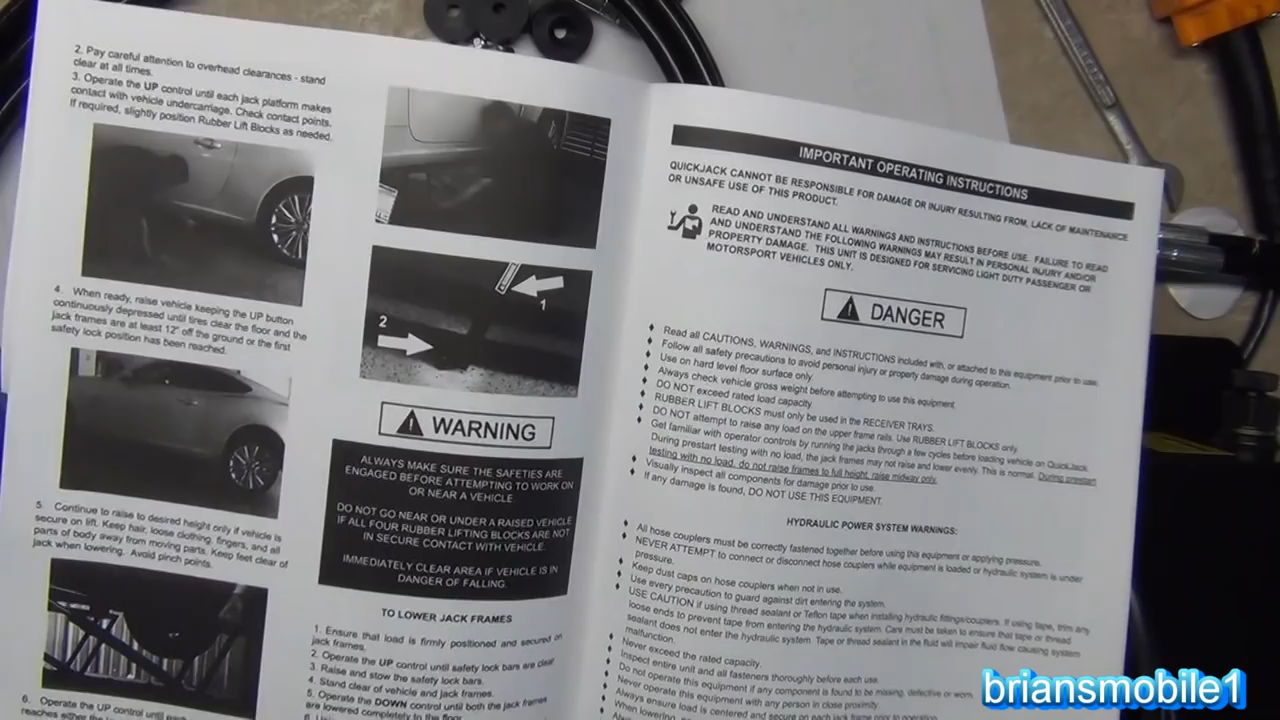 2. Pay careful attention to overhead clearances - stand
clear at all times.
3. Operate the UP control until each jack platform makes
contact with vehicle undercarriage. Check contact points.
If required, slightly position Rubber Lift Blocks as needed.
4. When ready, raise vehicle keeping the UP button
continuously depressed until tires clear the floor and the
jack frames are at least 12" off the ground or the first
safety lock position has been reached.
5. Continue to raise to desired height only if vehicle is
secure on lift. Keep hair, loose clothing, fingers, and all
parts of body away from moving parts. Keep feet clear of
jack when lowering. Avoid pinch points.
6. Operate the UP control until each
reaches either the
1
2
WARNING
ALWAYS MAKE SURE THE SAFETIES ARE
ENGAGED BEFORE ATTEMPTING TO WORK ON
OR NEAR A VEHICLE.
DO NOT GO NEAR OR UNDER A RAISED VEHICLE
IF ALL FOUR RUBBER LIFTING BLOCKS ARE NOT
IN SECURE CONTACT WITH VEHICLE.
IMMEDIATELY CLEAR AREA IF VEHICLE IS IN
DANGER OF FALLING.
TO LOWER JACK FRAMES
1. Ensure that load is firmly positioned and secured on
jack frames.
2. Operate the UP control until safety lock bars are clear.
3. Raise and stow the safety lock bars.
4. Stand clear of vehicle and jack frames.
5. Operate the DOWN control until both the jack frames
are lowered completely to the floor.
IMPORTANT OPERATING INSTRUCTIONS
QUICKJACK CANNOT BE RESPONSIBLE FOR DAMAGE OR INJURY RESULTING FROM, LACK OF MAINTENANCE
OR UNSAFE USE OF THIS PRODUCT.
READ AND UNDERSTAND ALL WARNINGS AND INSTRUCTIONS BEFORE USE. FAILURE TO READ
AND UNDERSTAND THE FOLLOWING WARNINGS MAY RESULT IN PERSONAL INJURY AND/OR
PROPERTY DAMAGE. THIS UNIT IS DESIGNED FOR SERVICING LIGHT DUTY PASSENGER OR
MOTORSPORT VEHICLES ONLY.
DANGER
♦ Read all CAUTIONS, WARNINGS, and INSTRUCTIONS included with, or attached to this equipment prior to use.
♦ Follow all safety precautions to avoid personal injury or property damage during operation.
♦ Use on hard level floor surface only.
♦ Always check vehicle gross weight before attempting to use this equipment.
♦ DO NOT exceed rated load capacity
♦ RUBBER LIFT BLOCKS must only be used in the RECEIVER TRAYS.
♦ DO NOT attempt to raise any load on the upper frame rails. Use RUBBER LIFT BLOCKS only.
♦ Get familiar with operator controls by running the jacks through a few cycles before loading vehicle on QuickJack.
During prestart testing with no load, the jack frames may not raise and lower evenly. This is normal. During prestart
testing with no load, do not raise frames to full height, raise midway only.
♦ Visually inspect all components for damage prior to use.
♦ If any damage is found, DO NOT USE THIS EQUIPMENT.
HYDRAULIC POWER SYSTEM WARNINGS:
♦ All hose couplers must be correctly fastened together before using this equipment or applying pressure.
♦ NEVER ATTEMPT to connect or disconnect hose couplers while equipment is loaded or hydraulic system is under
pressure.
♦ Keep dust caps on hose couplers when not in use.
♦ Use every precaution to guard against dirt entering the system.
♦ USE CAUTION if using thread sealant or Teflon tape when installing hydraulic fittings/couplers. If using tape, trim any
loose ends to prevent tape from entering the hydraulic system. Care must be taken to ensure that tape or thread
sealant does not enter the hydraulic system. Tape or thread sealant in the fluid will impair fluid flow causing system
malfunction.
♦ Never exceed the rated capacity.
♦ Inspect entire unit and all fasteners thoroughly before each use.
♦ Do not operate this equipment if any component is found to be missing, defective or worn.
♦ Never operate this equipment with any person in close proximity.
♦ Always ensure load is centered and secure on each jack frame prior to operation.
When lowering,
briansmobile1